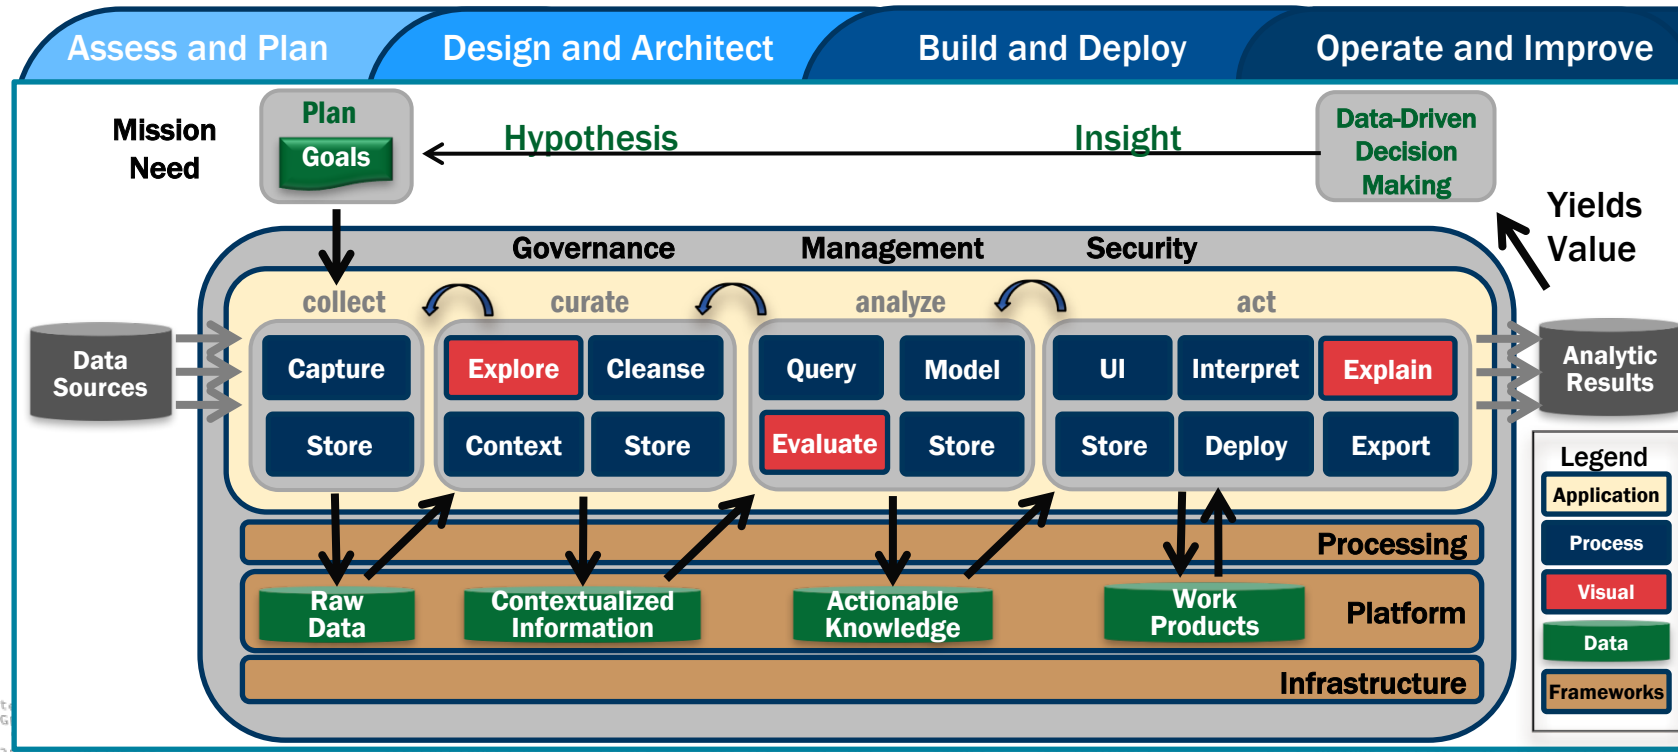 Assess and Plan
Design and Architect
Build and Deploy
Operate and Improve
Mission
Need
Plan
Goals
Hypothesis
Insight
Data-Driven
Decision
Making
Yields
Value
Governance
Management
Security
collect
curate
analyze
act
Data
Sources
Capture
Store
Explore
Cleanse
Context
Store
Query
Model
Evaluate
Store
UI
Interpret
Explain
Store
Deploy
Export
Analytic
Results
Processing
Raw
Data
Contextualized
Information
Actionable
Knowledge
Work
Products
Platform
Infrastructure
Legend
Application
Process
Visual
Data
Frameworks